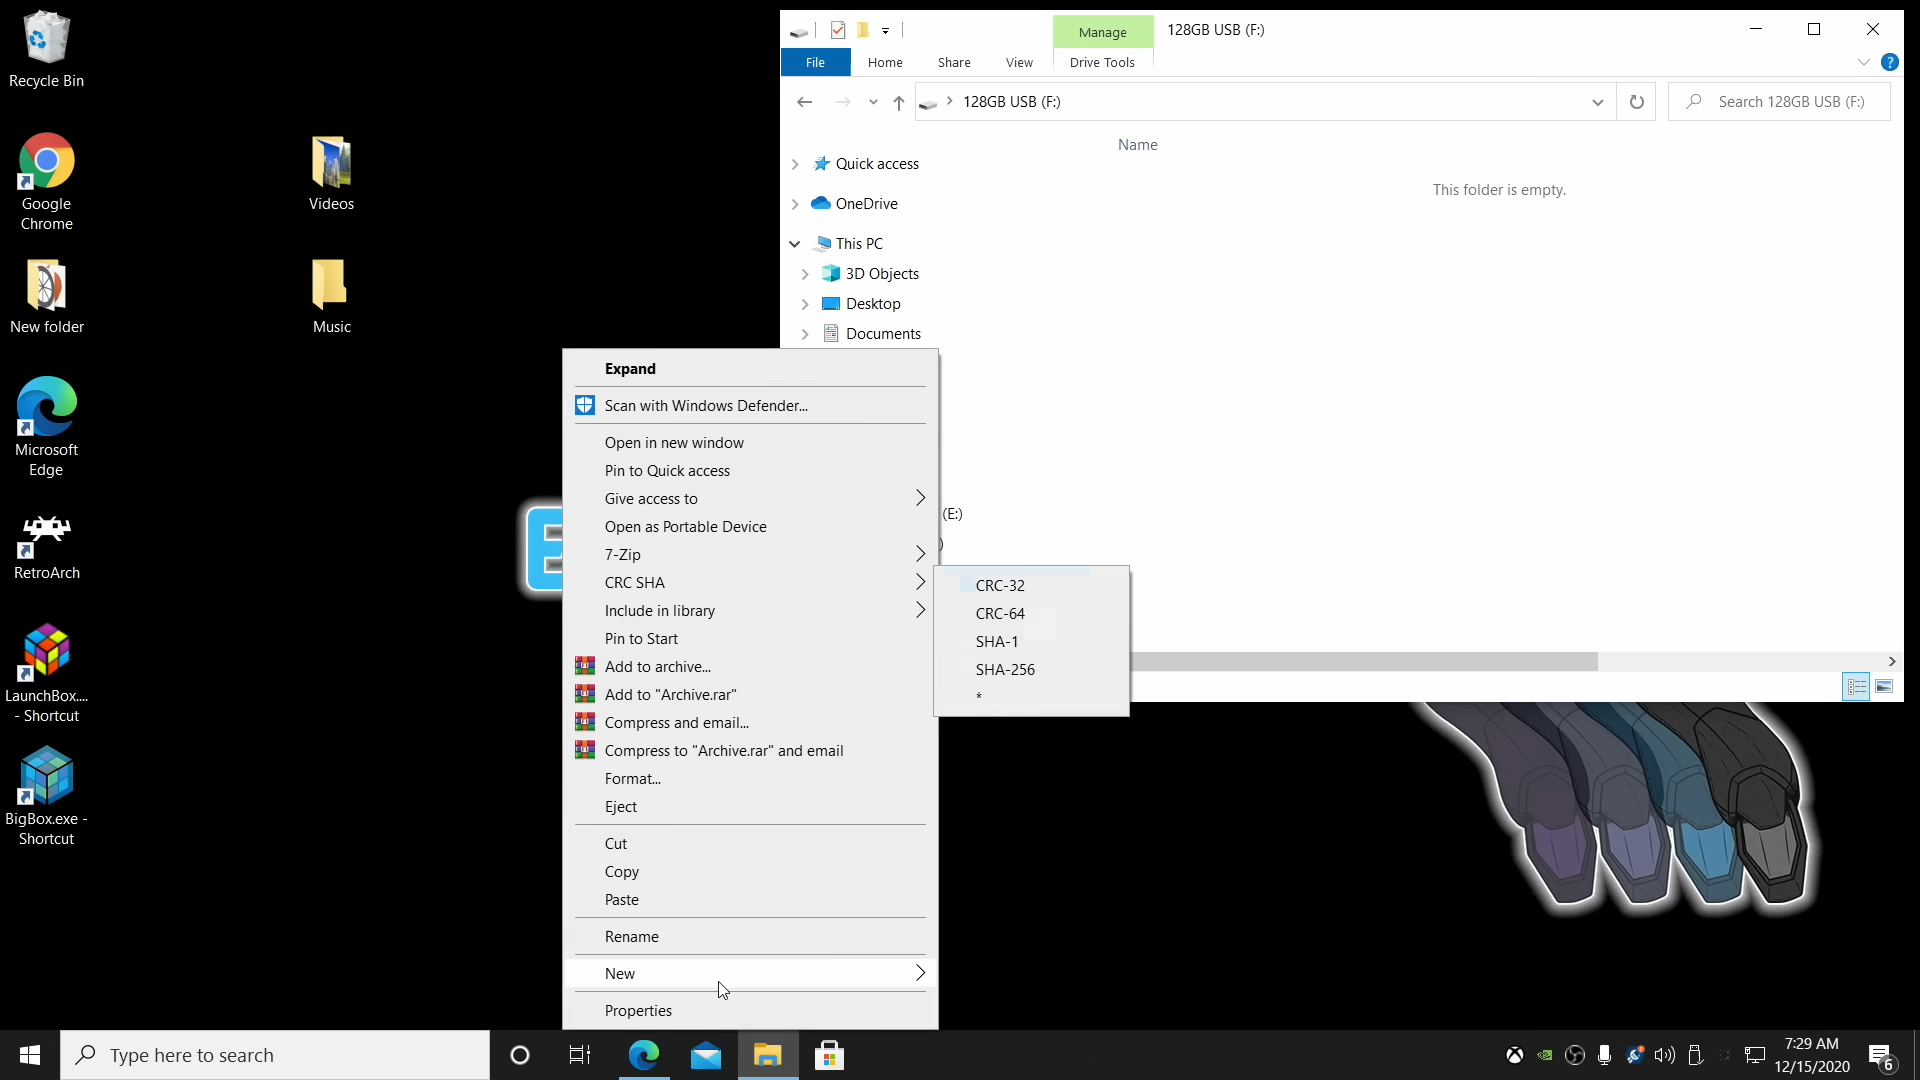 Recycle Bin
Google
Chrome
New folder
Microsoft
Edge
RetroArch
LaunchBox....
- Shortcut
BigBox.exe -
Shortcut
Videos
Music
Manage
128GB USB (F:)
File
Home
Share
View
Drive Tools
?
128GB USB (F:)
Search 128GB USB (F:)
Name
This folder is empty.
Quick access
OneDrive
This PC
3D Objects
Desktop
Documents
(E:)
)
Expand
Scan with Windows Defender...
Open in new window
Pin to Quick access
Give access to
Open as Portable Device
7-Zip
CRC SHA
Include in library
Pin to Start
Add to archive...
Add to "Archive.rar"
Compress and email...
Compress to "Archive.rar" and email
Format...
Eject
Cut
Copy
Paste
Rename
New
Properties
CRC-32
CRC-64
SHA-1
SHA-256
*
E
Type here to search
7:29 AM
12/15/2020
6